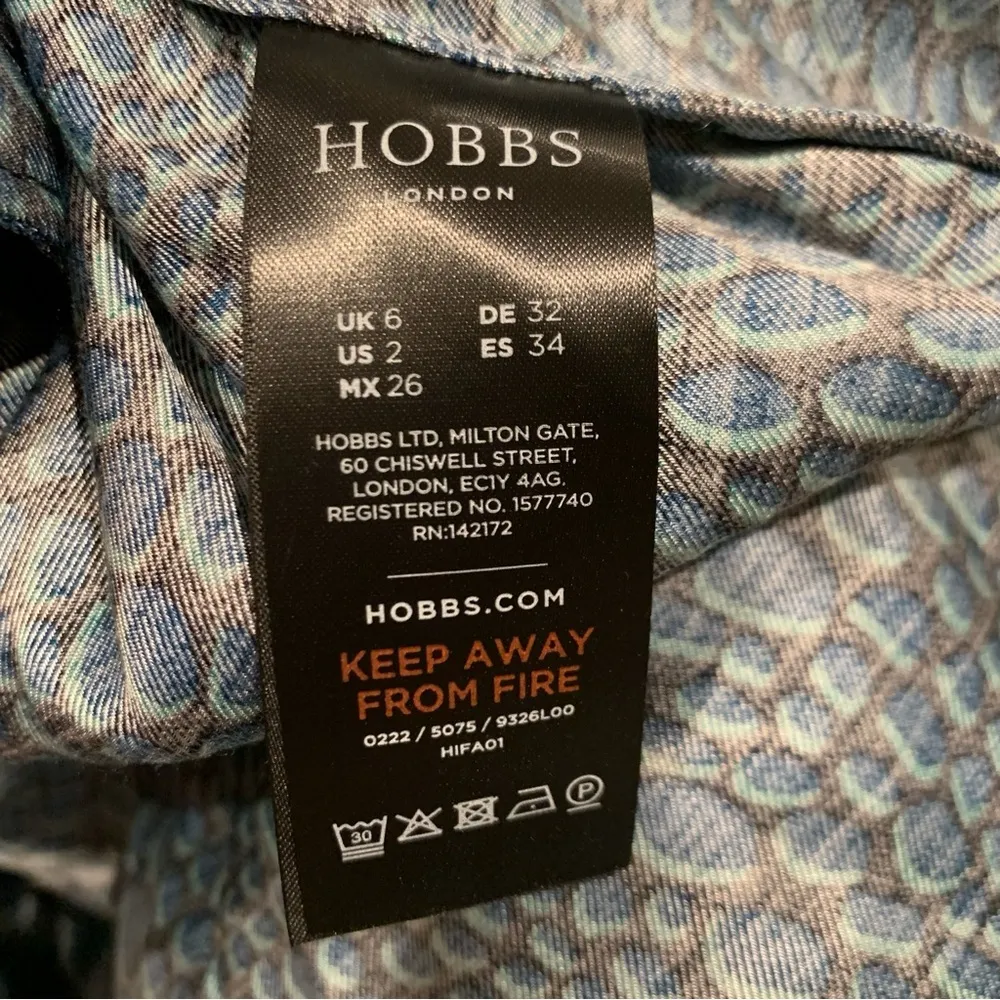 HOBBS
LONDON
UK 6 DE 32
US 2 ES 34
MX 26
HOBBS LTD, MILTON GATE,
60 CHISWELL STREET,
LONDON, EC1Y 4AG.
REGISTERED NO. 1577740
RN:142172
HOBBS.COM
KEEP AWAY
FROM FIRE
0222 / 5075 / 9326L00
HIFA01
30 P